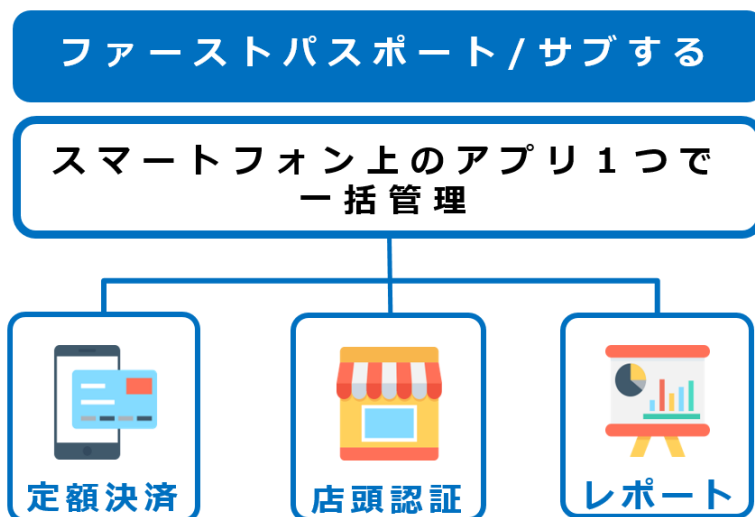 ファーストパスポート/サブする
スマートフォン上のアプリ1つで
一括管理
定額決済
店頭認証
レポート